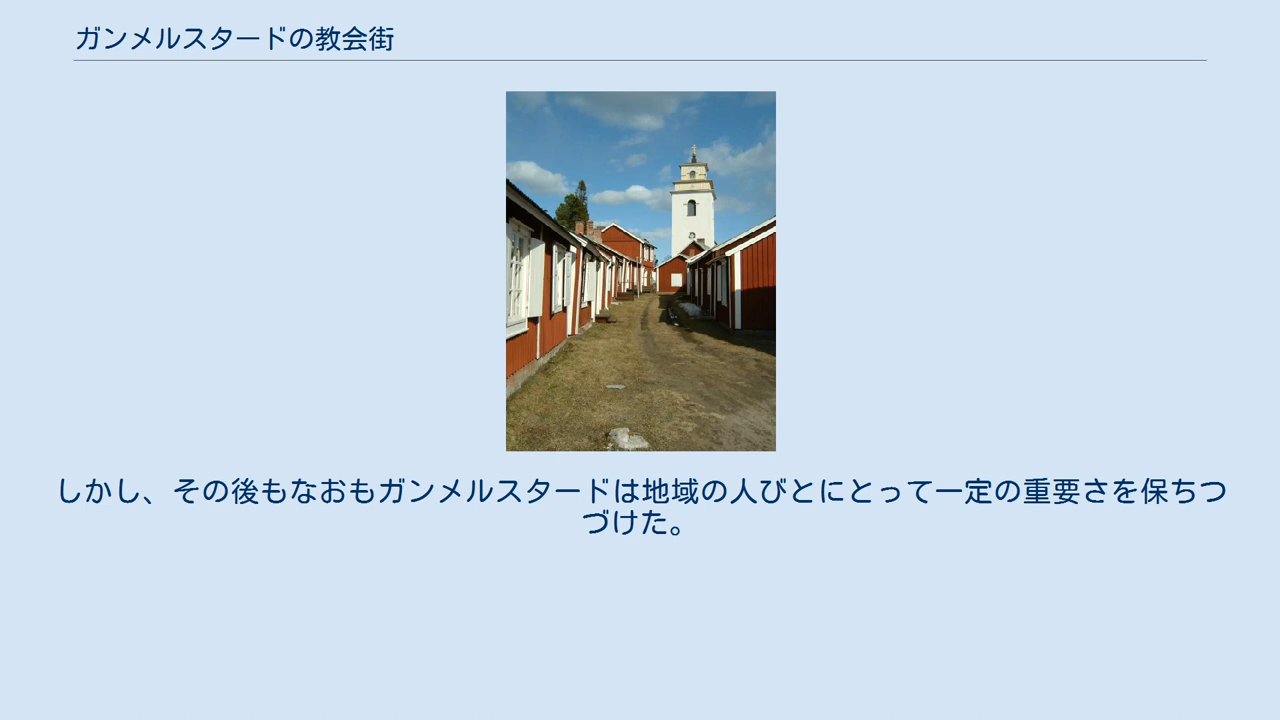 ガンメルスタードの教会街
しかし、その後もなおもガンメルスタードは地域の人びとにとって一定の重要さを保ちつ
づけた。